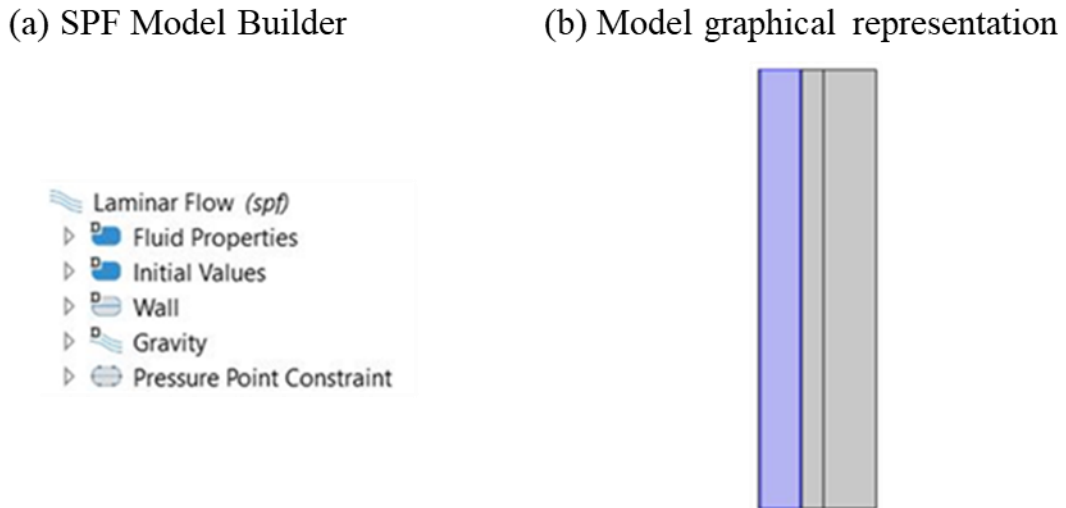 (a) SPF Model Builder
(b) Model graphical representation
Laminar Flow (spf)
D Fluid Properties
D Initial Values
D Wall
D Gravity
Pressure Point Constraint